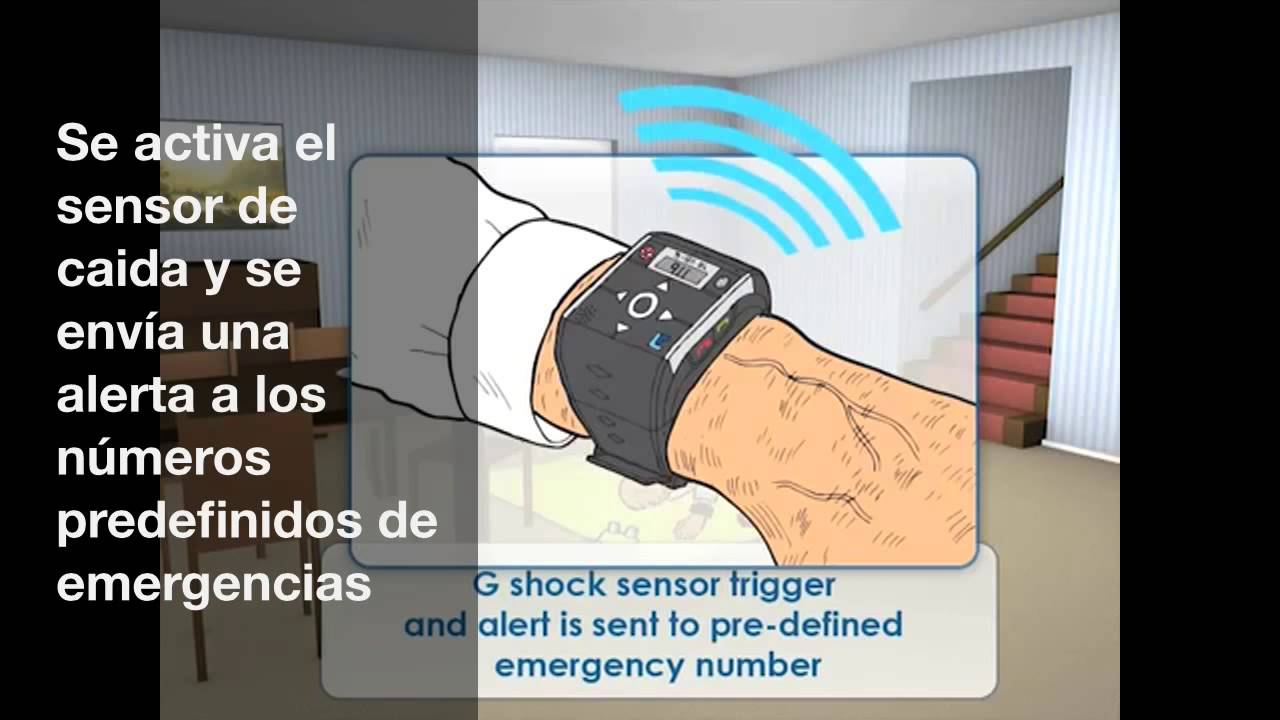 Se activa el
sensor de
caida y se
envía una
alerta a los
números
predefinidos de
emergencias
911
G shock sensor trigger
and alert is sent to pre-defined
emergency number